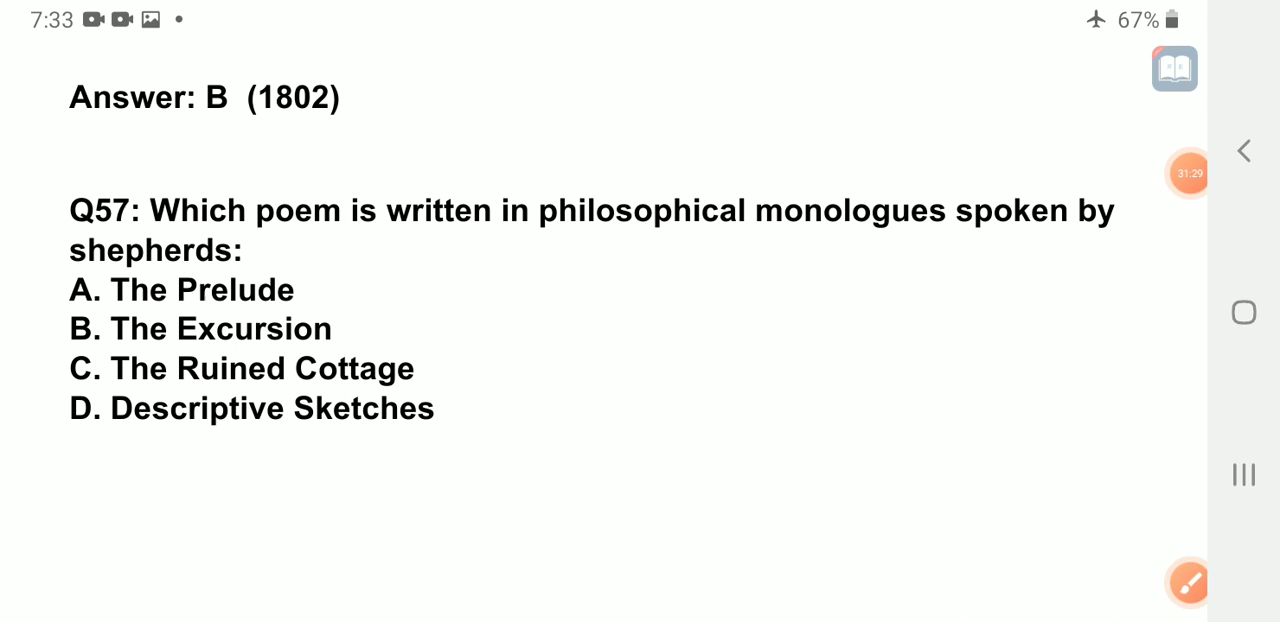 7:33
67%
Answer: B (1802)
31:29
Q57: Which poem is written in philosophical monologues spoken by
shepherds:
A. The Prelude
B. The Excursion
C. The Ruined Cottage
D. Descriptive Sketches